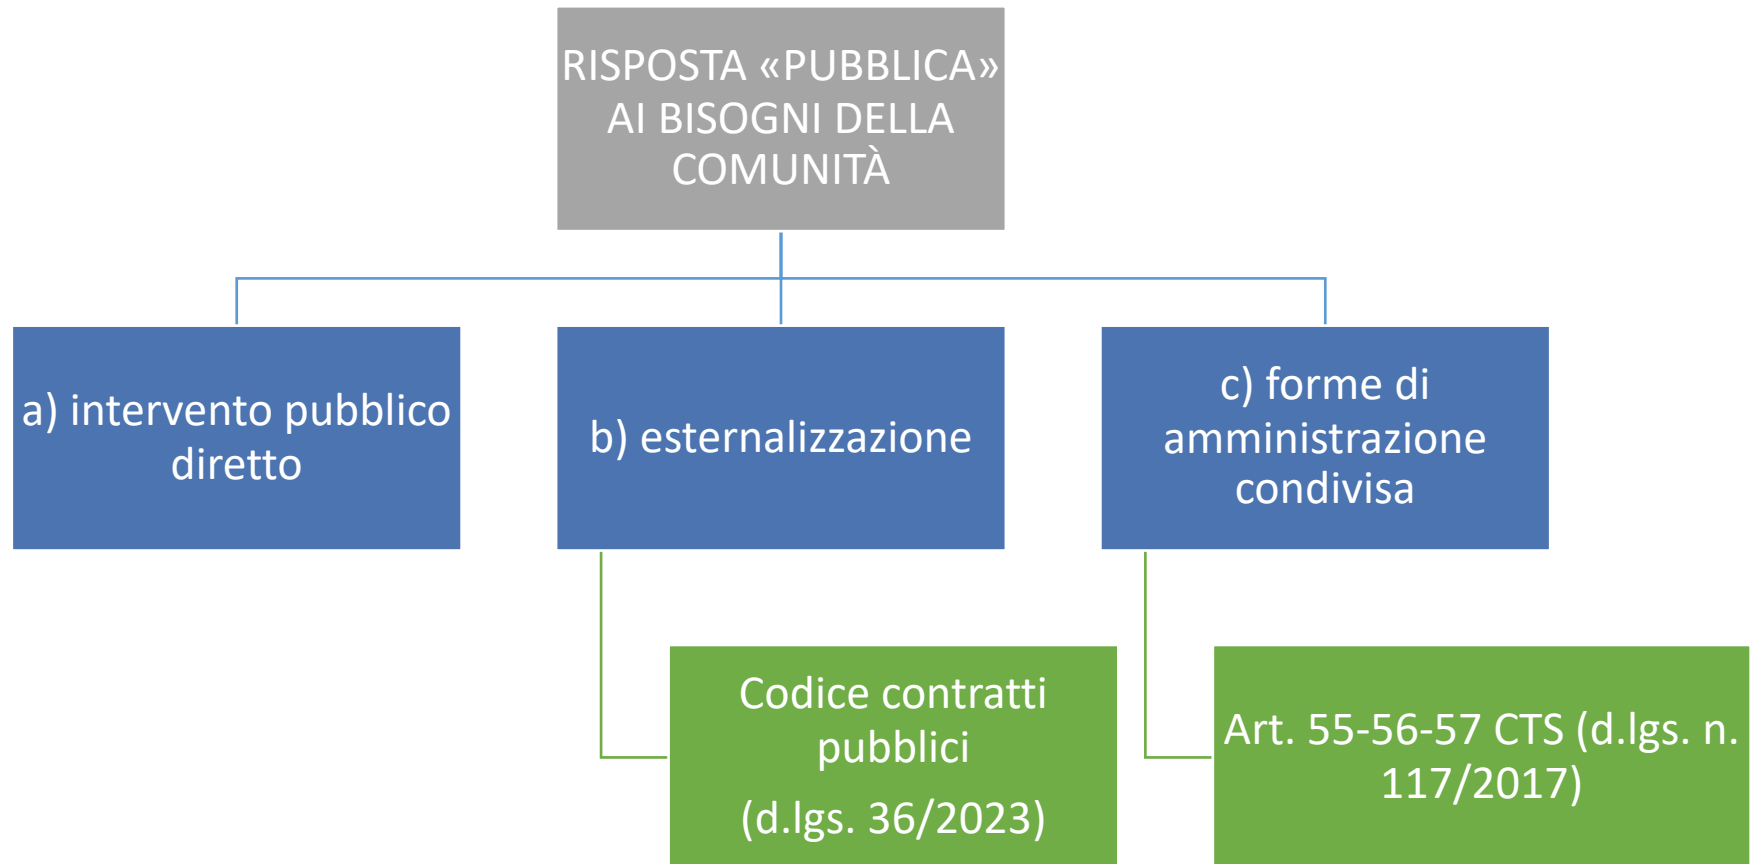 RISPOSTA «PUBBLICA»
AI BISOGNI DELLA
COMUNITÀ
a) intervento pubblico
diretto
b) esternalizzazione
c) forme di
amministrazione
condivisa
Codice contratti
pubblici
(d.lgs. 36/2023)
Art. 55-56-57 CTS (d.lgs. n.
117/2017)